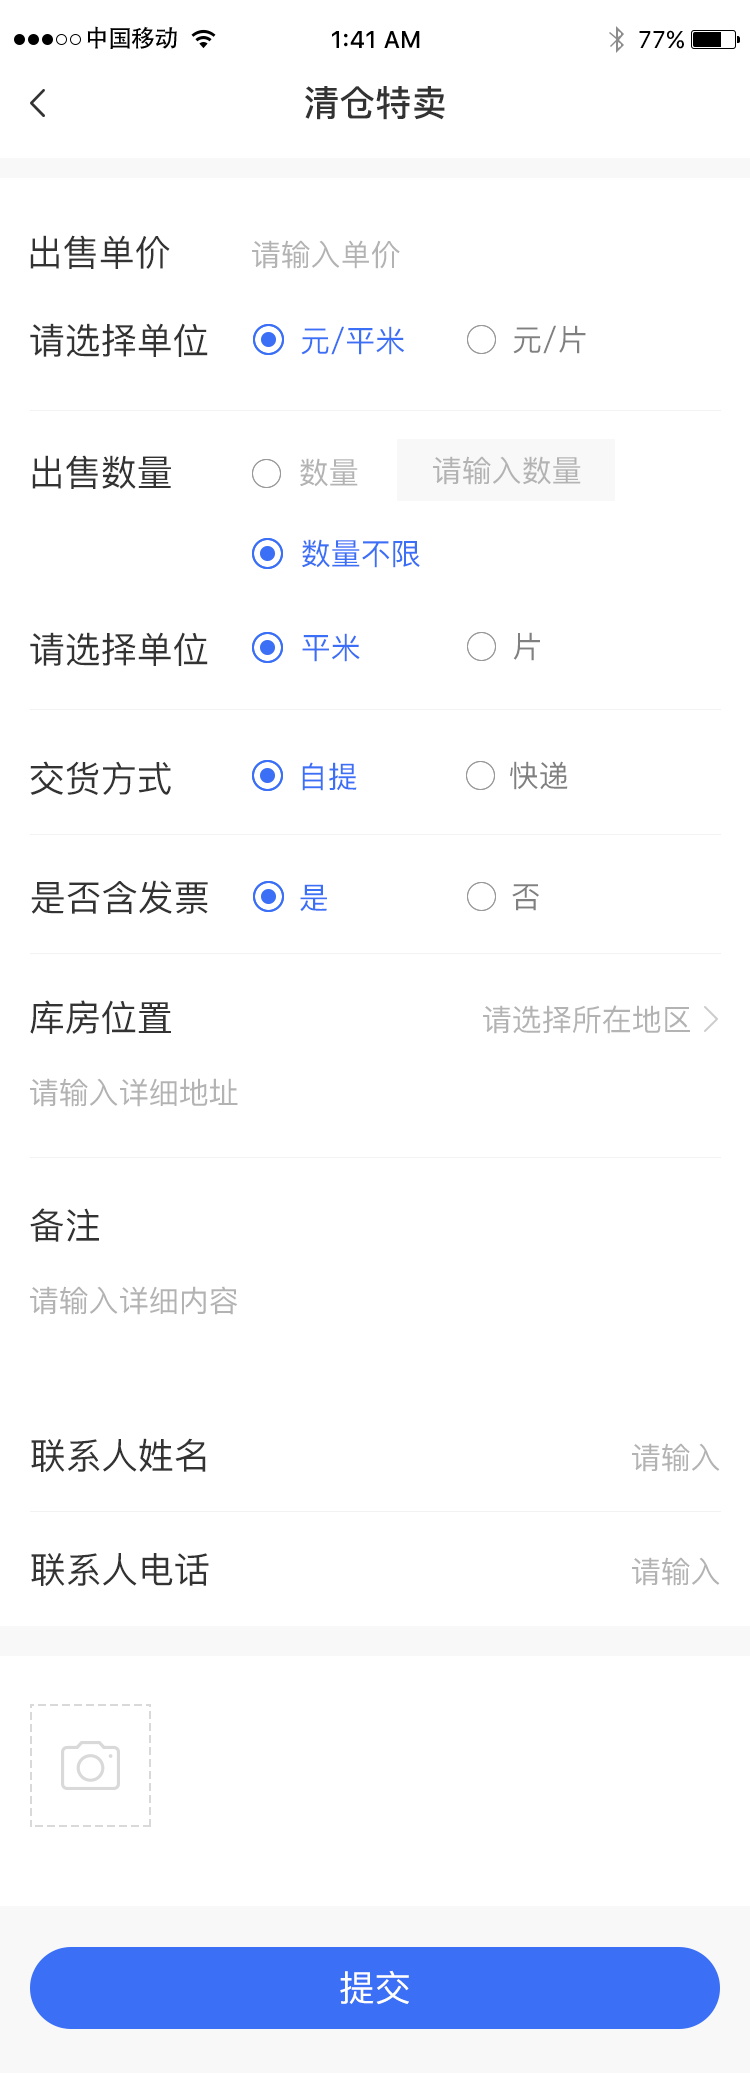 中国移动 1:41 AM 77%
清仓特卖
出售单价 请输入单价
请选择单位 元/平米 元/片
出售数量 数量 请输入数量
数量不限
请选择单位 平米 片
交货方式 自提 快递
是否含发票 是 否
库房位置 请选择所在地区
请输入详细地址
备注
请输入详细内容
联系人姓名 请输入
联系人电话 请输入
提交